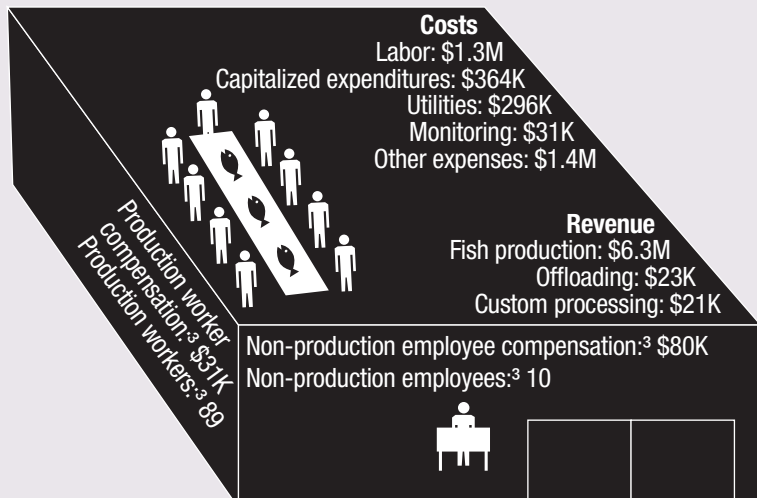 Costs
Labor: $1.3M
Capitalized expenditures: $364K
Utilities: $296K
Monitoring: $31K
Other expenses: $1.4M
Revenue
Fish production: $6.3M
Offloading: $23K
Custom processing: $21K
Production worker
compensation:³ $31K
Production workers:³ 89
Non-production employee compensation:³ $80K
Non-production employees:³ 10